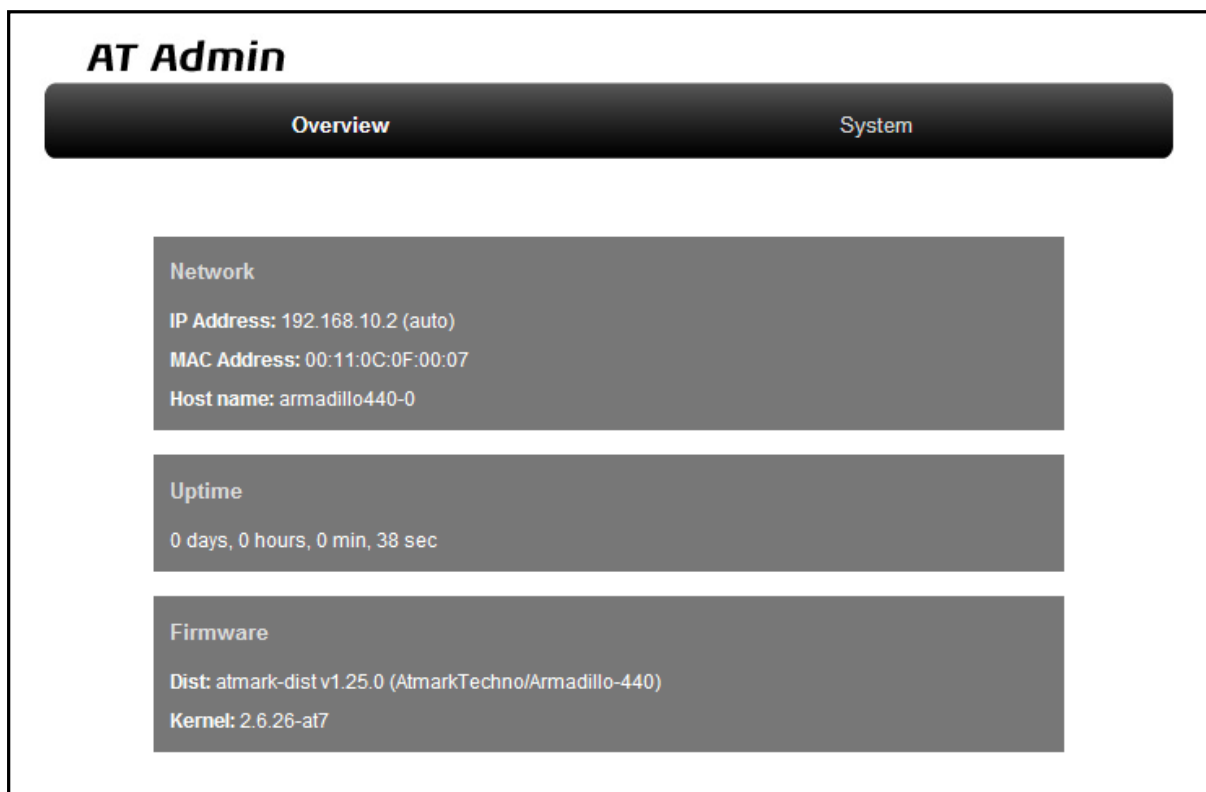 AT Admin
Overview
System
Network
IP Address: 192.168.10.2 (auto)
MAC Address: 00:11:0C:0F:00:07
Host name: armadillo440-0
Uptime
0 days, 0 hours, 0 min, 38 sec
Firmware
Dist: atmark-dist v1.25.0 (AtmarkTechno/Armadillo-440)
Kernel: 2.6.26-at7